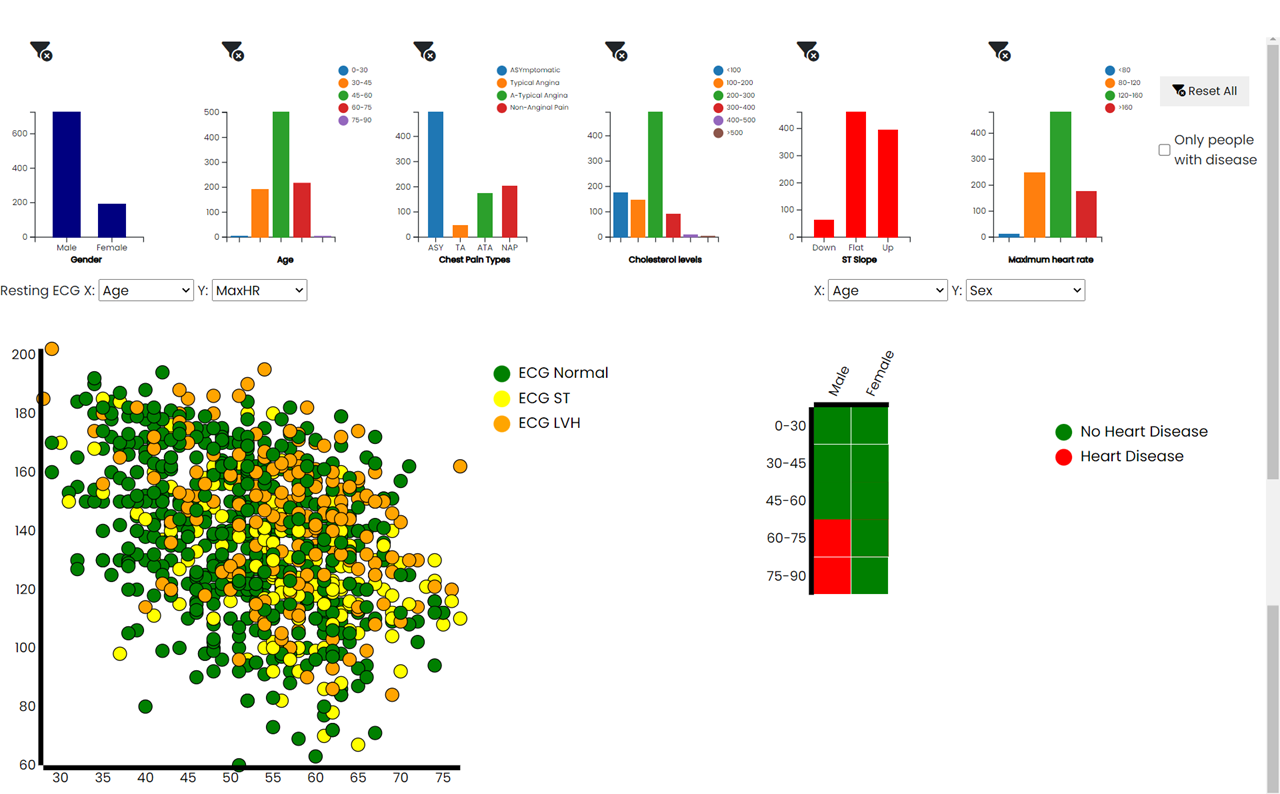 0-30
30-45
45-60
60-75
75-90
ASYmptomatic
Typical Angina
A-Typical Angina
Non-Anginal Pain
<100
100-200
200-300
300-400
400-500
>500
<80
80-120
120-160
>160
Reset All
Only people
with disease
600
400
200
0
Male
Female
Gender
500
400
300
200
100
0
Age
400
300
200
100
0
ASY
TA
ATA
NAP
Chest Pain Types
400
300
200
100
0
Cholesterol levels
400
300
200
100
0
Down
Flat
Up
ST Slope
400
300
200
100
0
Maximum heart rate
Resting ECG X: Age Y: MaxHR
X: Age Y: Sex
200
180
160
140
120
100
80
60
30
35
40
45
50
55
60
65
70
75
ECG Normal
ECG ST
ECG LVH
Male
Female
0-30
30-45
45-60
60-75
75-90
No Heart Disease
Heart Disease